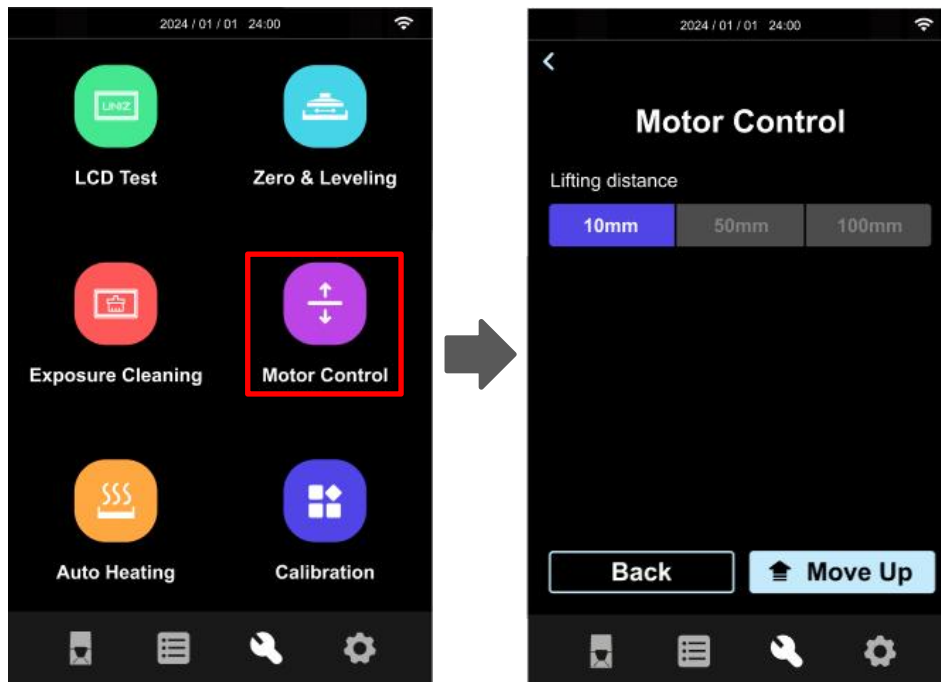 2024 / 01 / 01 24:00
UNIZ
LCD Test
Zero & Leveling
Exposure Cleaning
Motor Control
Auto Heating
Calibration
2024 / 01 / 01 24:00
Motor Control
Lifting distance
10mm 50mm 100mm
Back
Move Up